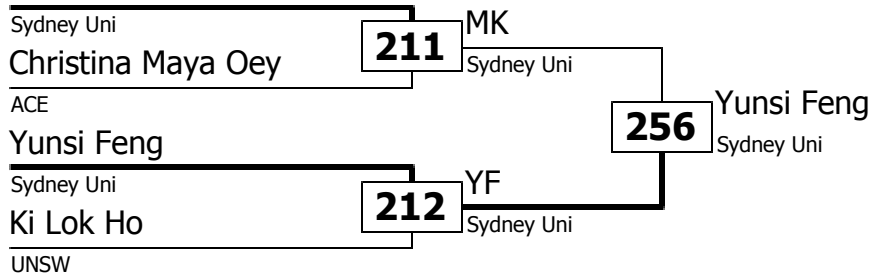 Sydney Uni
Christina Maya Oey
ACE
Yunsi Feng
Sydney Uni
Ki Lok Ho
UNSW
211
MK
Sydney Uni
212
YF
Sydney Uni
256
Yunsi Feng
Sydney Uni